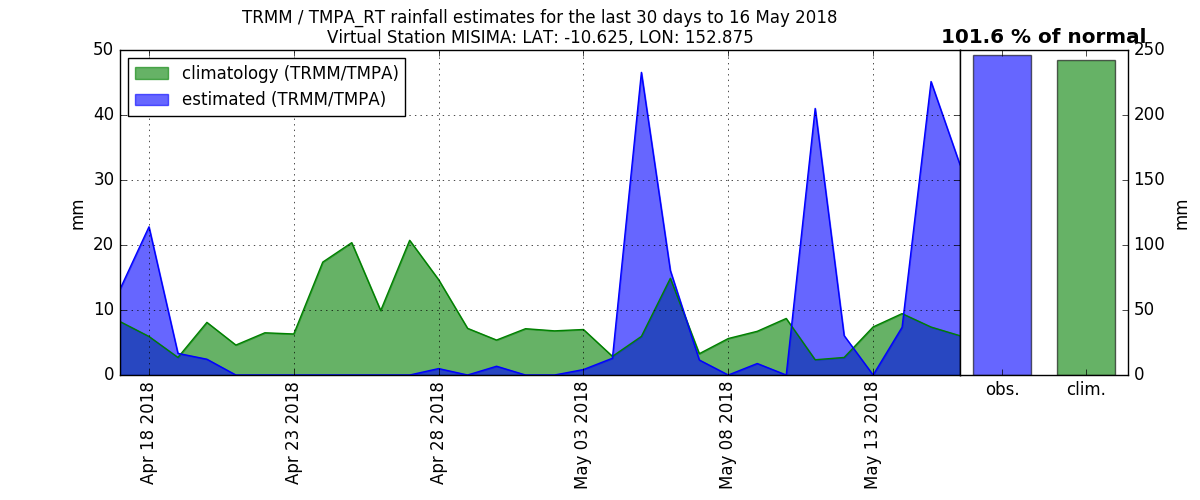 TRMM / TMPA_RT rainfall estimates for the last 30 days to 16 May 2018
Virtual Station MISIMA: LAT: -10.625, LON: 152.875
101.6 % of normal
climatology (TRMM/TMPA)
estimated (TRMM/TMPA)
50
40
30
20
10
0
mm
250
200
150
100
50
0
mm
Apr 18 2018
Apr 23 2018
Apr 28 2018
May 03 2018
May 08 2018
May 13 2018
obs.
clim.